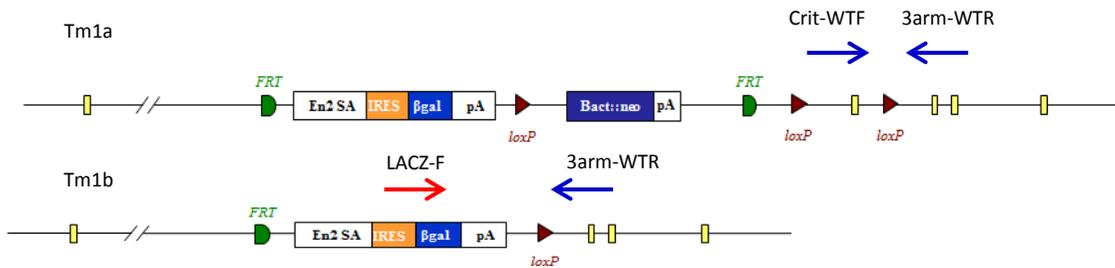 Crit-WTF 3arm-WTR
Tm1a
FRT FRT
En2 SA IRES βgal pA Bact::neo pA
loxP loxP loxP
LACZ-F 3arm-WTR
Tm1b
FRT
En2 SA IRES βgal pA
loxP